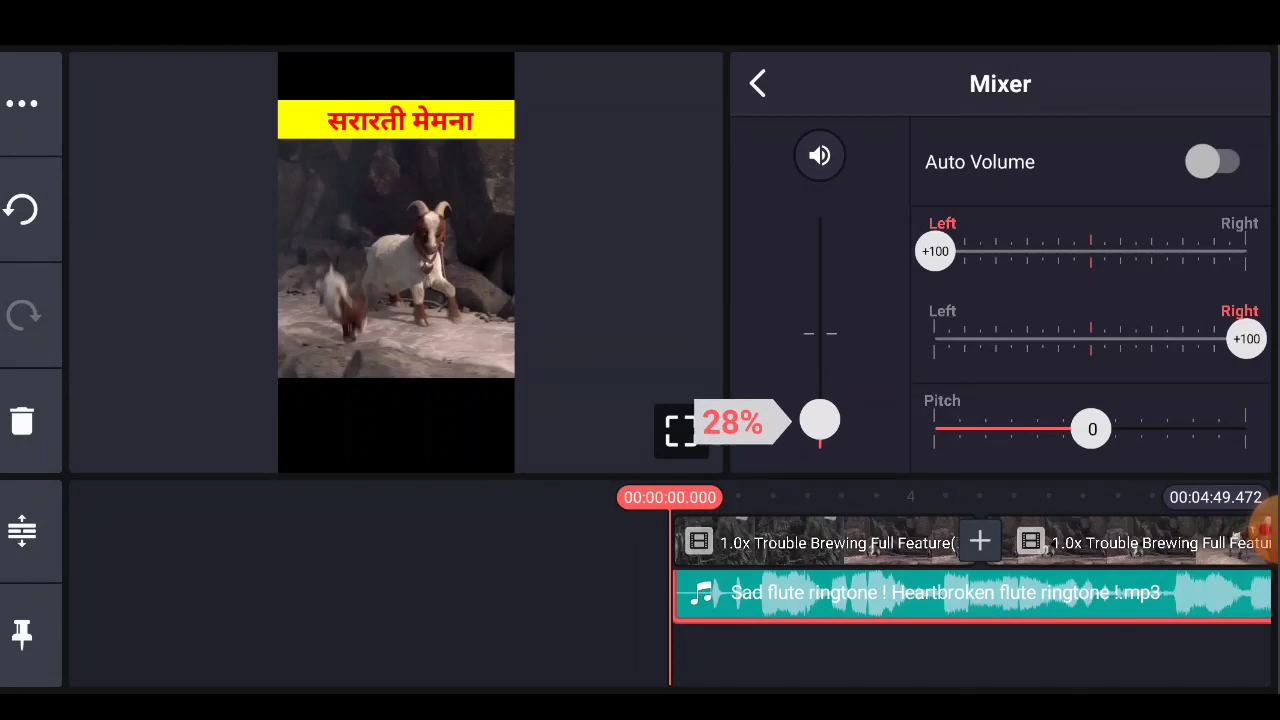 Mixer
सरारती मेमना
Auto Volume
Left Right
+100
Left Right
+100
Pitch
0
28%
00:00:00.000
4
00:04:49.472
1.0x Trouble Brewing Full Feature(
1.0x Trouble Brewing Full Featu
Sad flute ringtone ! Heartbroken flute ringtone !.mp3